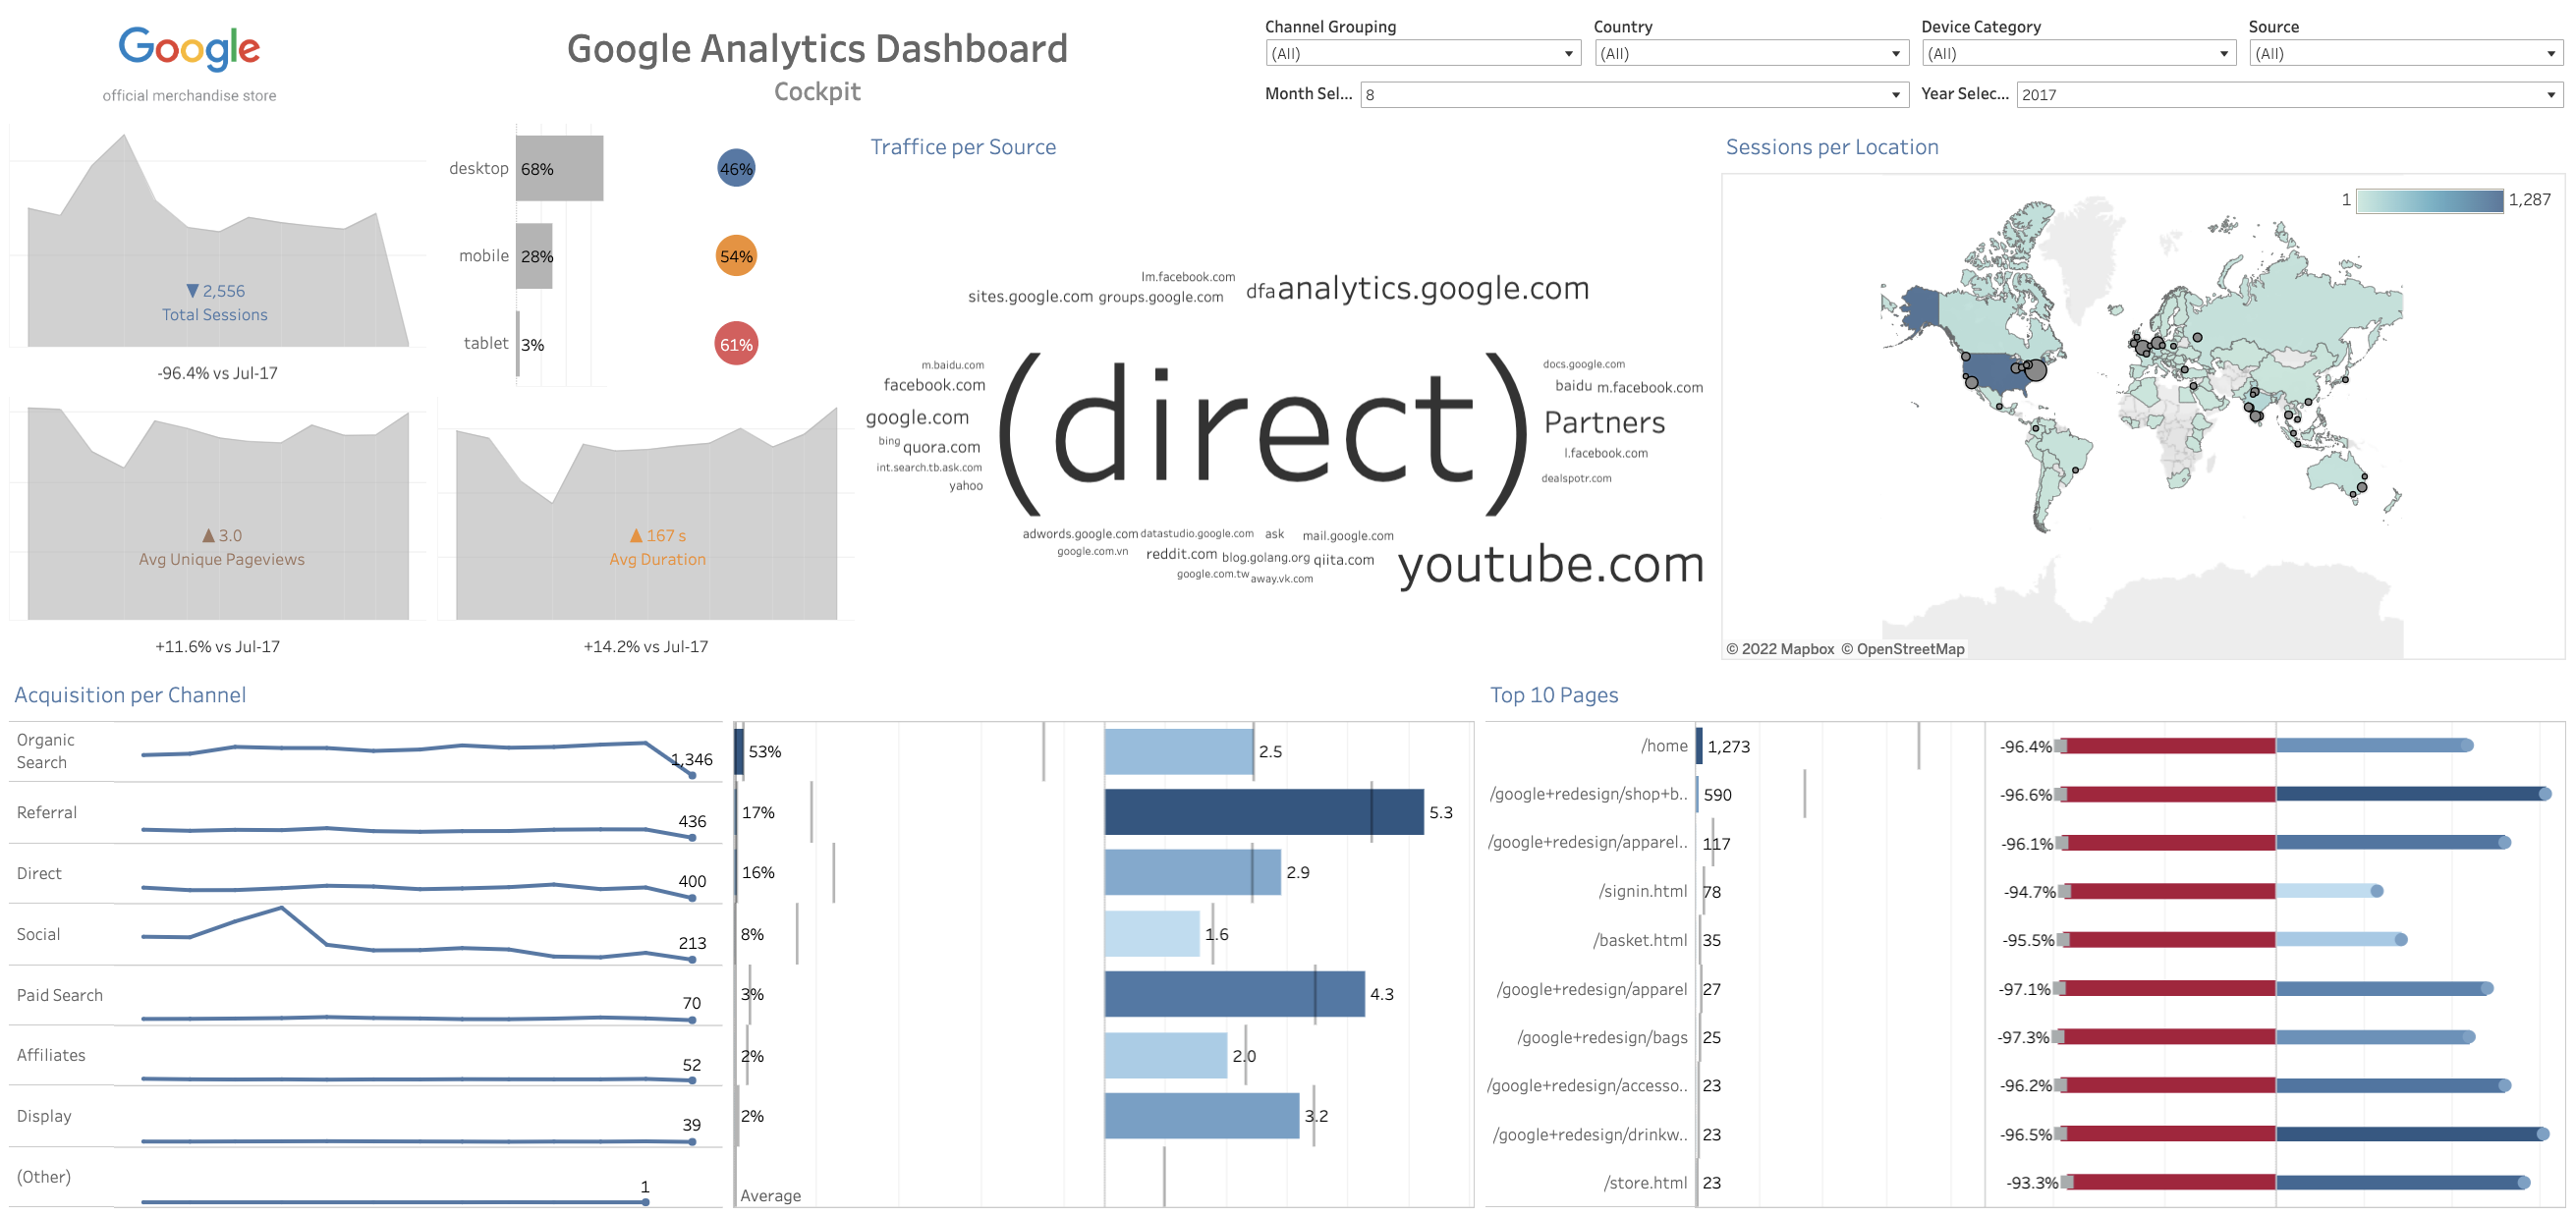 Google
official merchandise store
Google Analytics Dashboard
Cockpit
Channel Grouping
(All)
Country
(All)
Device Category
(All)
Source
(All)
Month Sel...
8
Year Selec...
2017
▼ 2,556
Total Sessions
-96.4% vs Jul-17
desktop 68% 46%
mobile 28% 54%
tablet 3% 61%
▲ 3.0
Avg Unique Pageviews
+11.6% vs Jul-17
▲ 167 s
Avg Duration
+14.2% vs Jul-17
Traffice per Source
lm.facebook.com
sites.google.com groups.google.com
dfa analytics.google.com
m.baidu.com
facebook.com
google.com
bing quora.com
int.search.tb.ask.com
yahoo
(direct)
docs.google.com
baidu m.facebook.com
Partners
l.facebook.com
dealspotr.com
adwords.google.com datastudio.google.com ask mail.google.com
google.com.vn reddit.com blog.golang.org qiita.com
google.com.tw away.vk.com
youtube.com
Sessions per Location
1 1,287
© 2022 Mapbox © OpenStreetMap
Acquisition per Channel
Organic
Search
1,346 53% 2.5
Referral 436 17% 5.3
Direct 400 16% 2.9
Social 213 8% 1.6
Paid Search 70 3% 4.3
Affiliates 52 2% 2.0
Display 39 2% 3.2
(Other) 1
Average
Top 10 Pages
/home 1,273 -96.4%
/google+redesign/shop+b.. 590 -96.6%
/google+redesign/apparel.. 117 -96.1%
/signin.html 78 -94.7%
/basket.html 35 -95.5%
/google+redesign/apparel 27 -97.1%
/google+redesign/bags 25 -97.3%
/google+redesign/accesso.. 23 -96.2%
/google+redesign/drinkw.. 23 -96.5%
/store.html 23 -93.3%